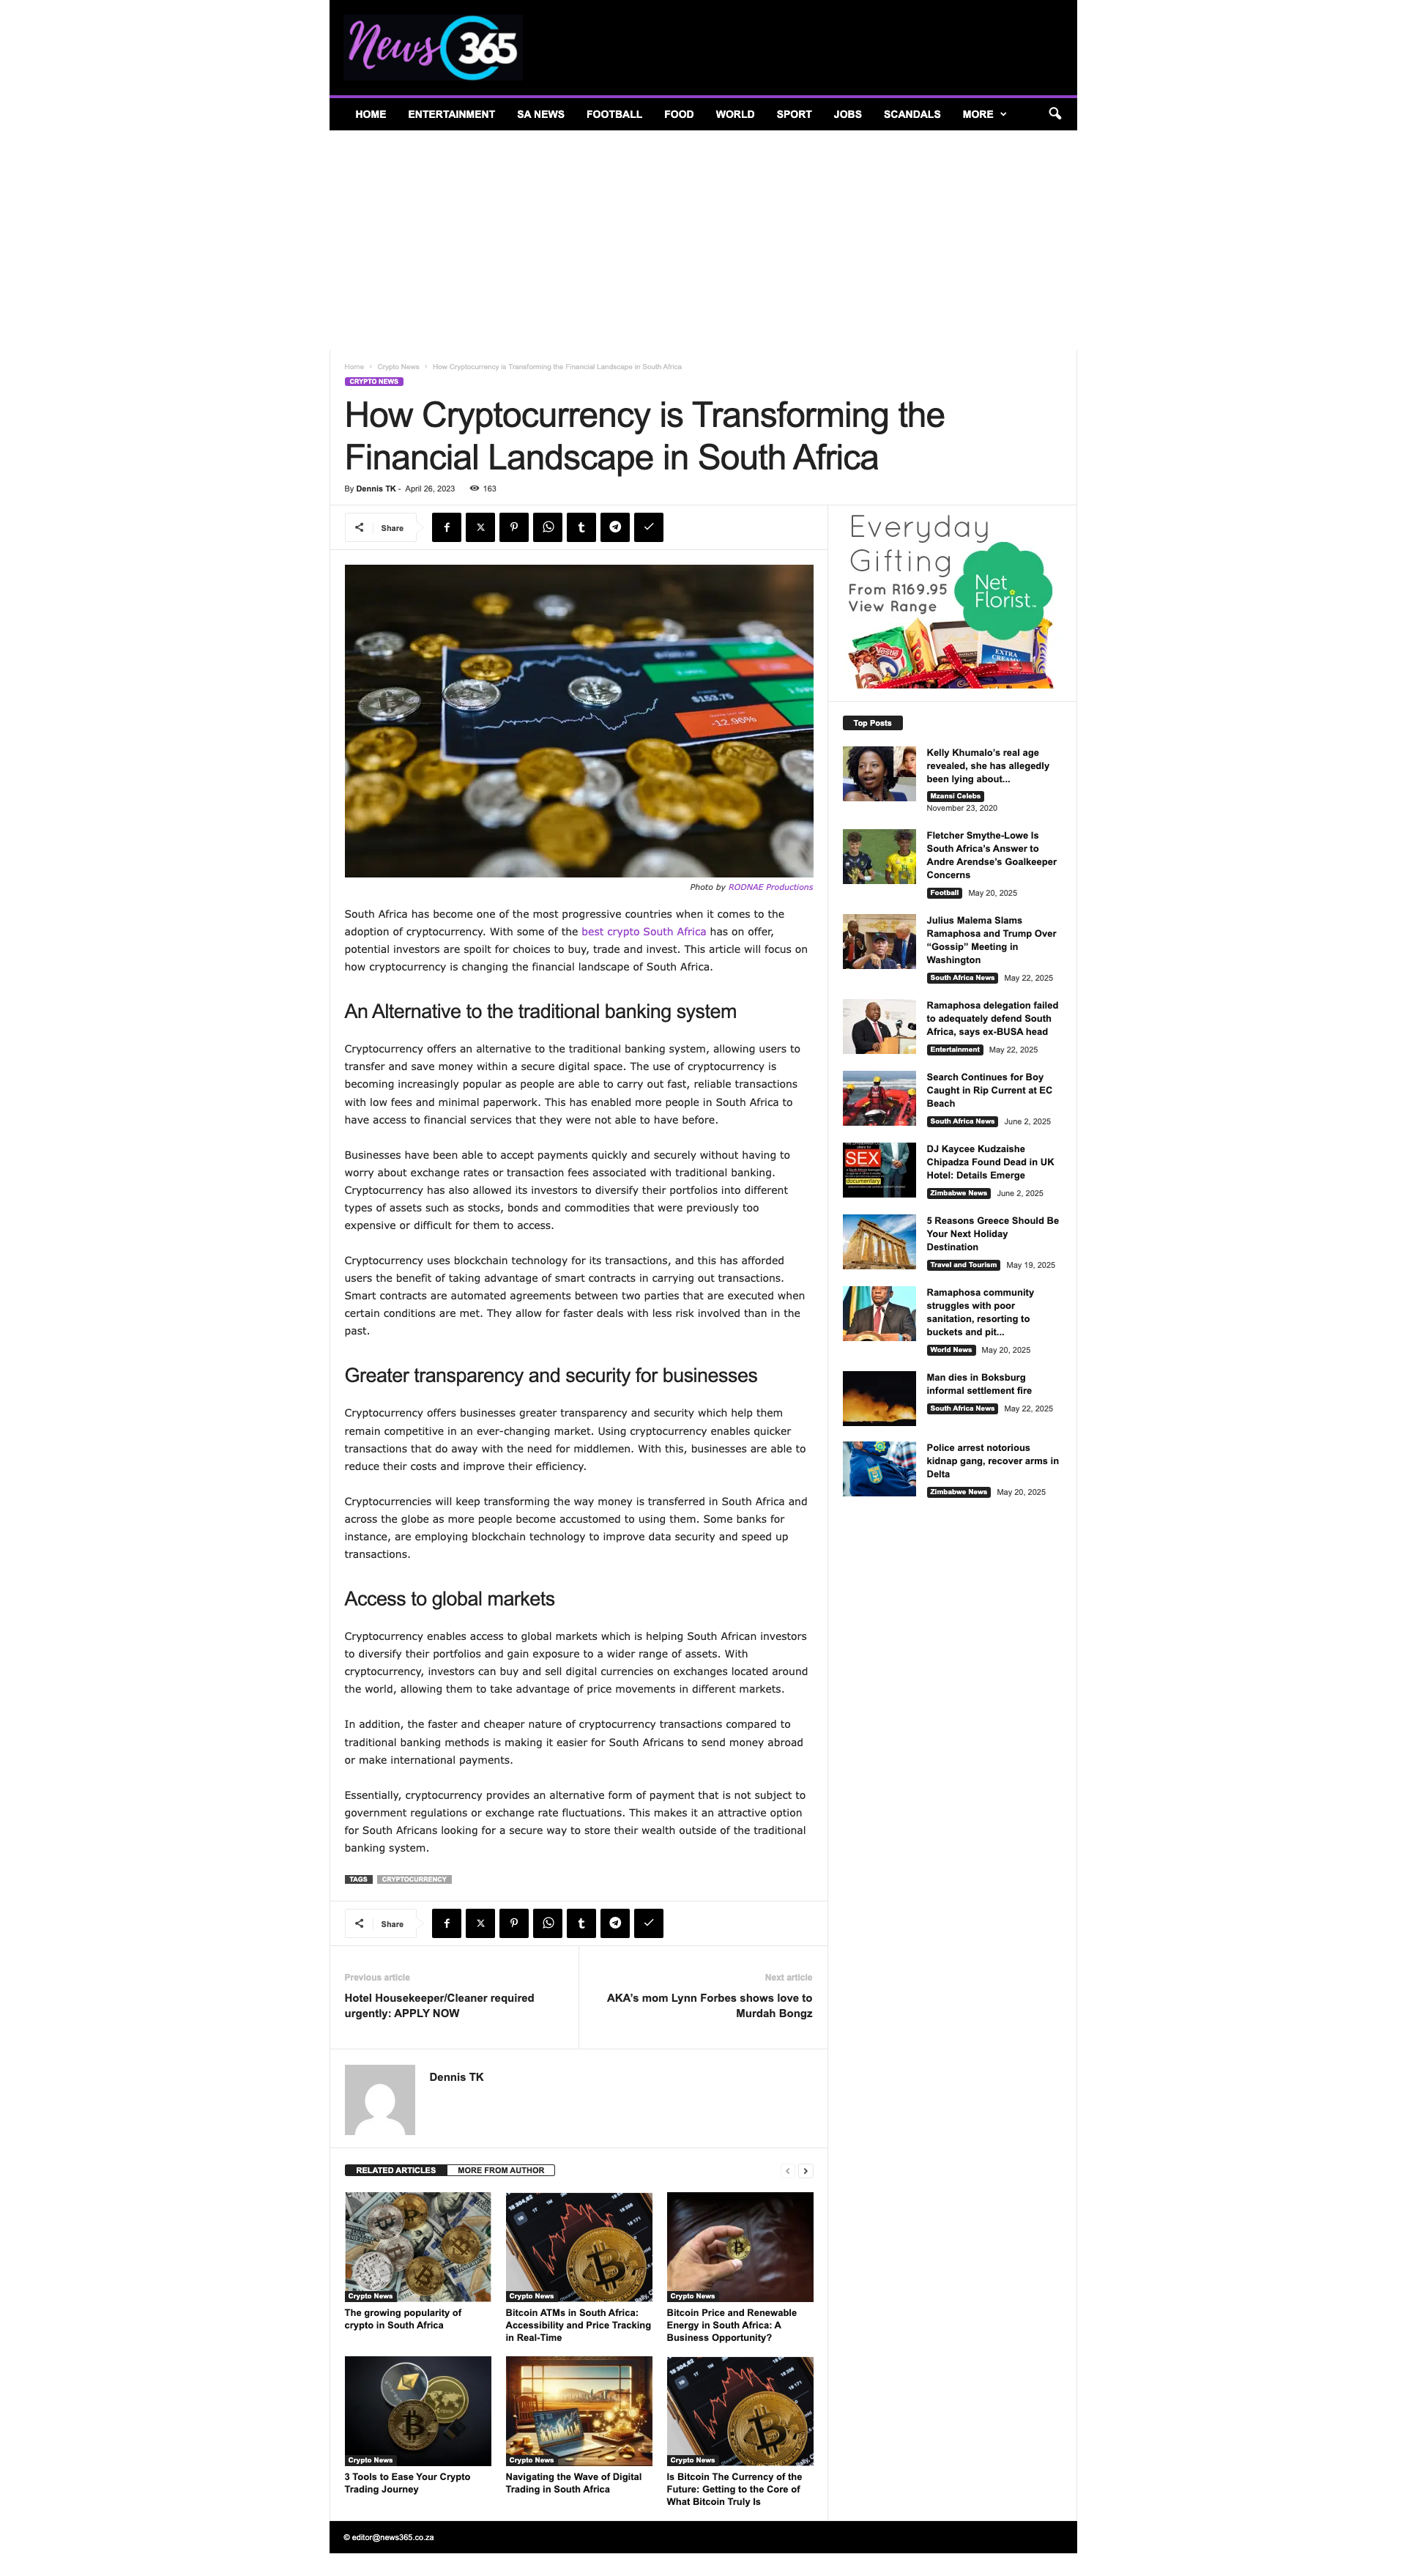 News 365
HOME ENTERTAINMENT SA NEWS FOOTBALL FOOD WORLD SPORT JOBS SCANDALS MORE
Home › Crypto News › How Cryptocurrency is Transforming the Financial Landscape in South Africa
CRYPTO NEWS
How Cryptocurrency is Transforming the
Financial Landscape in South Africa
By Dennis TK - April 26, 2023 163
Share
$153.75
-12.96%
Photo by RODNAE Productions
South Africa has become one of the most progressive countries when it comes to the
adoption of cryptocurrency. With some of the best crypto South Africa has on offer,
potential investors are spoilt for choices to buy, trade and invest. This article will focus on
how cryptocurrency is changing the financial landscape of South Africa.
An Alternative to the traditional banking system
Cryptocurrency offers an alternative to the traditional banking system, allowing users to
transfer and save money within a secure digital space. The use of cryptocurrency is
becoming increasingly popular as people are able to carry out fast, reliable transactions
with low fees and minimal paperwork. This has enabled more people in South Africa to
have access to financial services that they were not able to have before.
Businesses have been able to accept payments quickly and securely without having to
worry about exchange rates or transaction fees associated with traditional banking.
Cryptocurrency has also allowed its investors to diversify their portfolios into different
types of assets such as stocks, bonds and commodities that were previously too
expensive or difficult for them to access.
Cryptocurrency uses blockchain technology for its transactions, and this has afforded
users the benefit of taking advantage of smart contracts in carrying out transactions.
Smart contracts are automated agreements between two parties that are executed when
certain conditions are met. They allow for faster deals with less risk involved than in the
past.
Greater transparency and security for businesses
Cryptocurrency offers businesses greater transparency and security which help them
remain competitive in an ever-changing market. Using cryptocurrency enables quicker
transactions that do away with the need for middlemen. With this, businesses are able to
reduce their costs and improve their efficiency.
Cryptocurrencies will keep transforming the way money is transferred in South Africa and
across the globe as more people become accustomed to using them. Some banks for
instance, are employing blockchain technology to improve data security and speed up
transactions.
Access to global markets
Cryptocurrency enables access to global markets which is helping South African investors
to diversify their portfolios and gain exposure to a wider range of assets. With
cryptocurrency, investors can buy and sell digital currencies on exchanges located around
the world, allowing them to take advantage of price movements in different markets.
In addition, the faster and cheaper nature of cryptocurrency transactions compared to
traditional banking methods is making it easier for South Africans to send money abroad
or make international payments.
Essentially, cryptocurrency provides an alternative form of payment that is not subject to
government regulations or exchange rate fluctuations. This makes it an attractive option
for South Africans looking for a secure way to store their wealth outside of the traditional
banking system.
TAGS CRYPTOCURRENCY
Share
Previous article
Hotel Housekeeper/Cleaner required
urgently: APPLY NOW
Next article
AKA's mom Lynn Forbes shows love to
Murdah Bongz
Dennis TK
RELATED ARTICLES MORE FROM AUTHOR
Crypto News
The growing popularity of
crypto in South Africa
Crypto News
Bitcoin ATMs in South Africa:
Accessibility and Price Tracking
in Real-Time
Crypto News
Bitcoin Price and Renewable
Energy in South Africa: A
Business Opportunity?
Crypto News
3 Tools to Ease Your Crypto
Trading Journey
Crypto News
Navigating the Wave of Digital
Trading in South Africa
Crypto News
Is Bitcoin The Currency of the
Future: Getting to the Core of
What Bitcoin Truly Is
Everyday
Gifting
From R169.95
View Range
Net
Florist
Nestle
EXTRA
CREAMY
Top Posts
Kelly Khumalo's real age
revealed, she has allegedly
been lying about...
Mzansi Celebs
November 23, 2020
Fletcher Smythe-Lowe Is
South Africa's Answer to
Andre Arendse's Goalkeeper
Concerns
Football May 20, 2025
Julius Malema Slams
Ramaphosa and Trump Over
“Gossip” Meeting in
Washington
South Africa News May 22, 2025
Ramaphosa delegation failed
to adequately defend South
Africa, says ex-BUSA head
Entertainment May 22, 2025
Search Continues for Boy
Caught in Rip Current at EC
Beach
South Africa News June 2, 2025
SEX
documentary
DJ Kaycee Kudzaishe
Chipadza Found Dead in UK
Hotel: Details Emerge
Zimbabwe News June 2, 2025
5 Reasons Greece Should Be
Your Next Holiday
Destination
Travel and Tourism May 19, 2025
Ramaphosa community
struggles with poor
sanitation, resorting to
buckets and pit...
World News May 20, 2025
Man dies in Boksburg
informal settlement fire
South Africa News May 22, 2025
Police arrest notorious
kidnap gang, recover arms in
Delta
Zimbabwe News May 20, 2025
© editor@news365.co.za